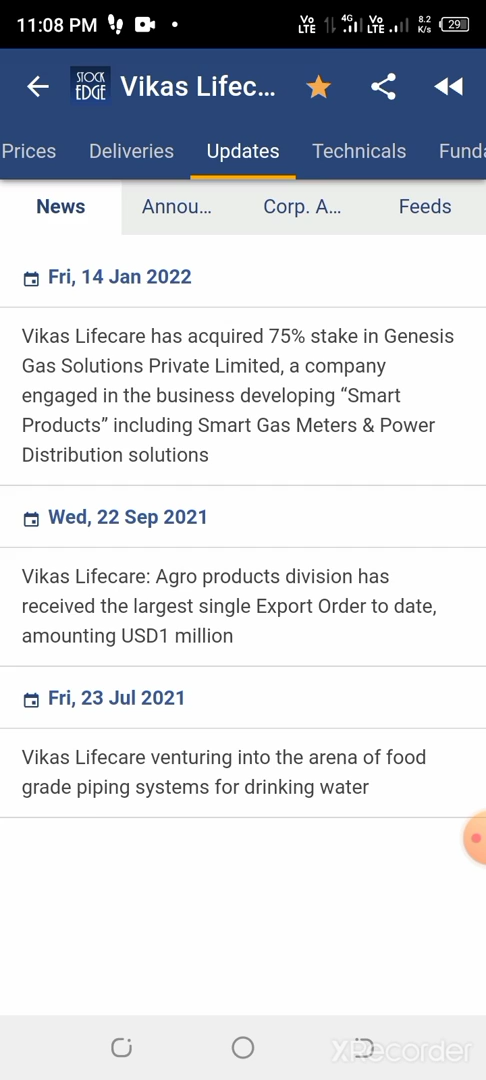 11:08 PM Vo LTE 4G Vo LTE 8.2 K/s 29
STOCK EDGE Vikas Lifec...
Prices Deliveries Updates Technicals Funda
News Annou... Corp. A... Feeds
Fri, 14 Jan 2022
Vikas Lifecare has acquired 75% stake in Genesis
Gas Solutions Private Limited, a company
engaged in the business developing “Smart
Products” including Smart Gas Meters & Power
Distribution solutions
Wed, 22 Sep 2021
Vikas Lifecare: Agro products division has
received the largest single Export Order to date,
amounting USD1 million
Fri, 23 Jul 2021
Vikas Lifecare venturing into the arena of food
grade piping systems for drinking water
XRecorder